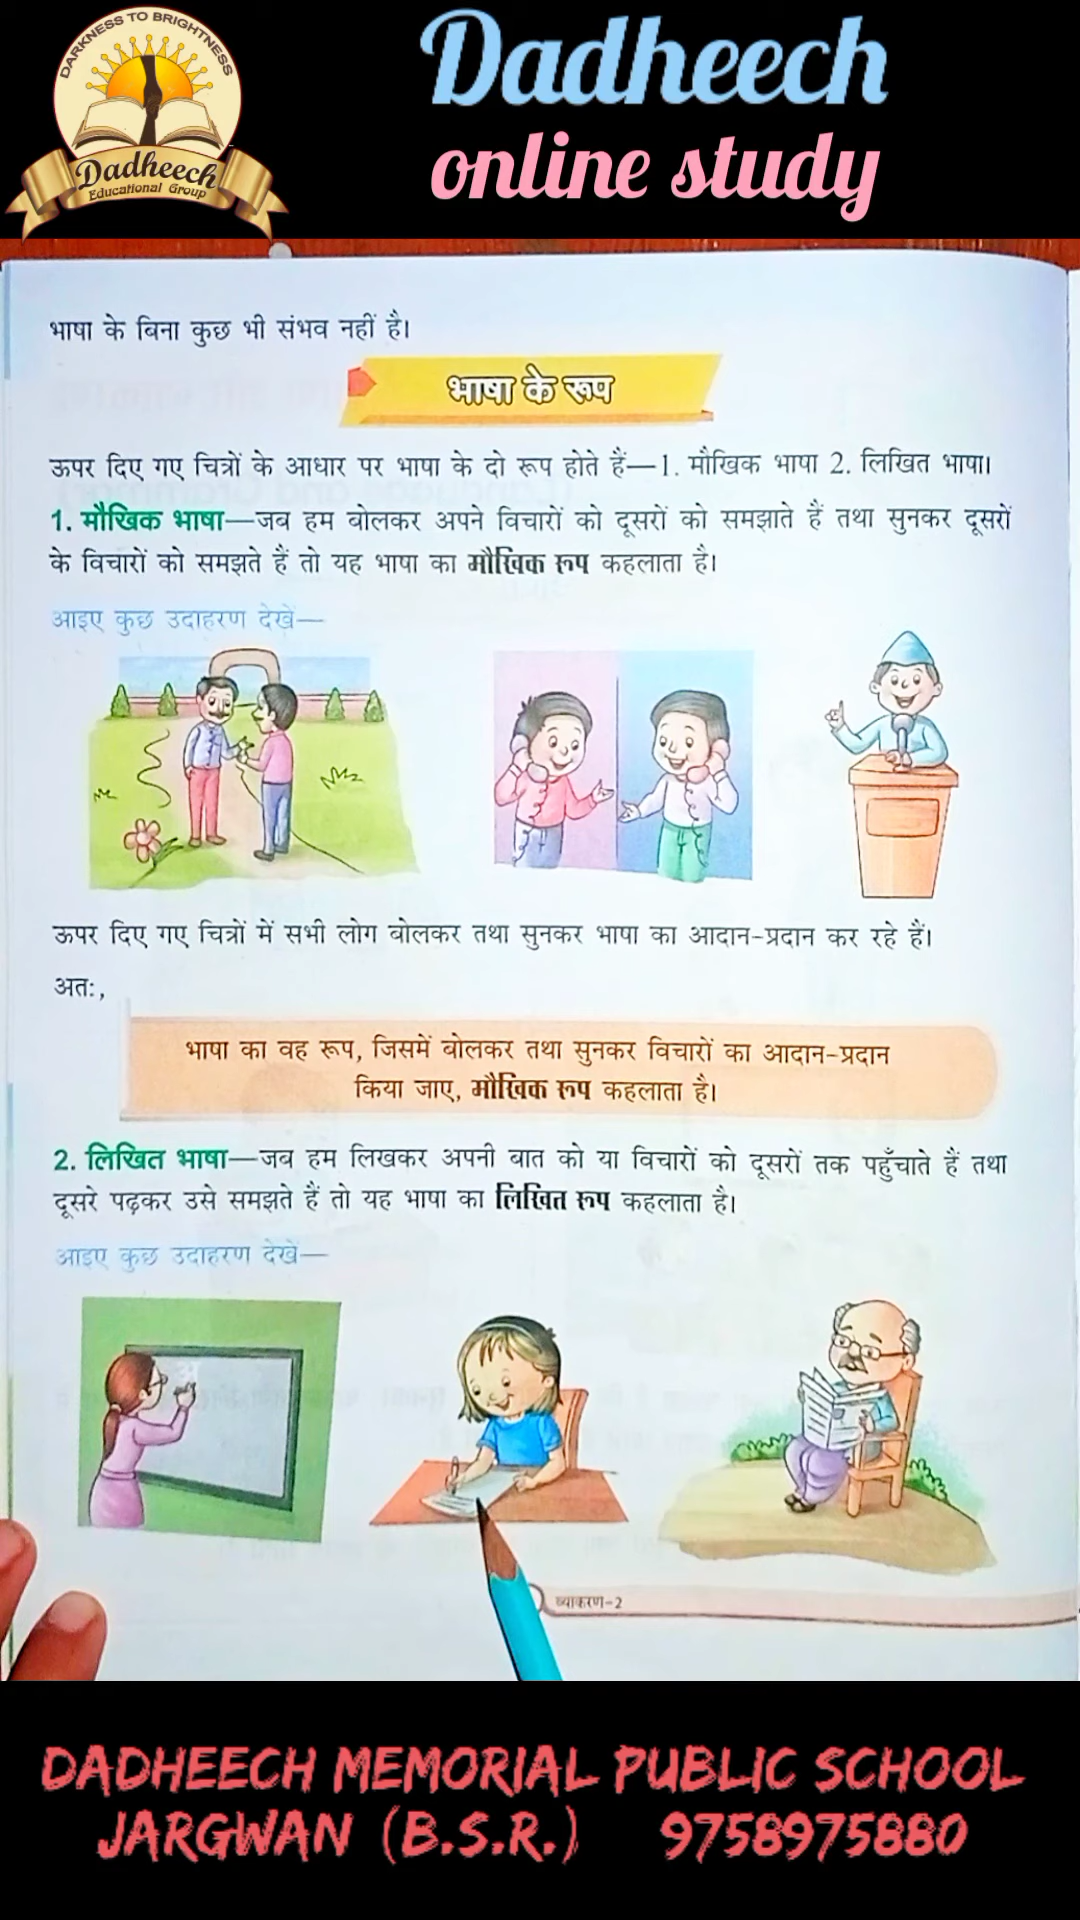 DARKNESS TO BRIGHTNESS
Dadheech
Educational Group
Dadheech
online study
भाषा के बिना कुछ भी संभव नहीं है।
भाषा के रूप
ऊपर दिए गए चित्रों के आधार पर भाषा के दो रूप होते हैं—1. मौखिक भाषा 2. लिखित भाषा।
1. मौखिक भाषा—जब हम बोलकर अपने विचारों को दूसरों को समझाते हैं तथा सुनकर दूसरों
के विचारों को समझते हैं तो यह भाषा का मौखिक रूप कहलाता है।
आइए कुछ उदाहरण देखें—
ऊपर दिए गए चित्रों में सभी लोग बोलकर तथा सुनकर भाषा का आदान-प्रदान कर रहे हैं।
अतः,
भाषा का वह रूप, जिसमें बोलकर तथा सुनकर विचारों का आदान-प्रदान
किया जाए, मौखिक रूप कहलाता है।
2. लिखित भाषा—जब हम लिखकर अपनी बात को या विचारों को दूसरों तक पहुँचाते हैं तथा
दूसरे पढ़कर उसे समझते हैं तो यह भाषा का लिखित रूप कहलाता है।
आइए कुछ उदाहरण देखें—
व्याकरण-2
DADHEECH MEMORIAL PUBLIC SCHOOL
JARGWAN (B.S.R.) 9758975880